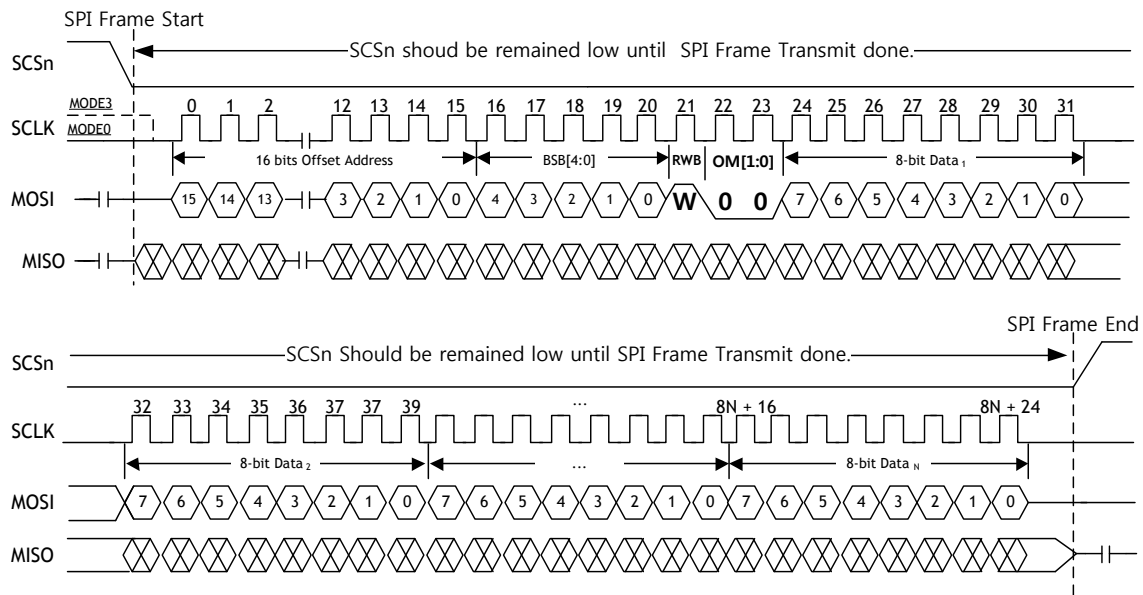 SPI Frame Start
SCSn shoud be remained low until SPI Frame Transmit done.
SCSn
MODE3
0 1 2 12 13 14 15 16 17 18 19 20 21 22 23 24 25 26 27 28 29 30 31
SCLK
MODE0
16 bits Offset Address BSB[4:0] RWB OM[1:0] 8-bit Data 1
MOSI 15 14 13 3 2 1 0 4 3 2 1 0 W 0 0 7 6 5 4 3 2 1 0
MISO
SPI Frame End
SCSn Should be remained low until SPI Frame Transmit done.
SCSn
32 33 34 35 36 37 37 39 ... 8N + 16 8N + 24
SCLK
8-bit Data 2 ... 8-bit Data N
MOSI 7 6 5 4 3 2 1 0 7 6 5 4 3 2 1 0 7 6 5 4 3 2 1 0
MISO